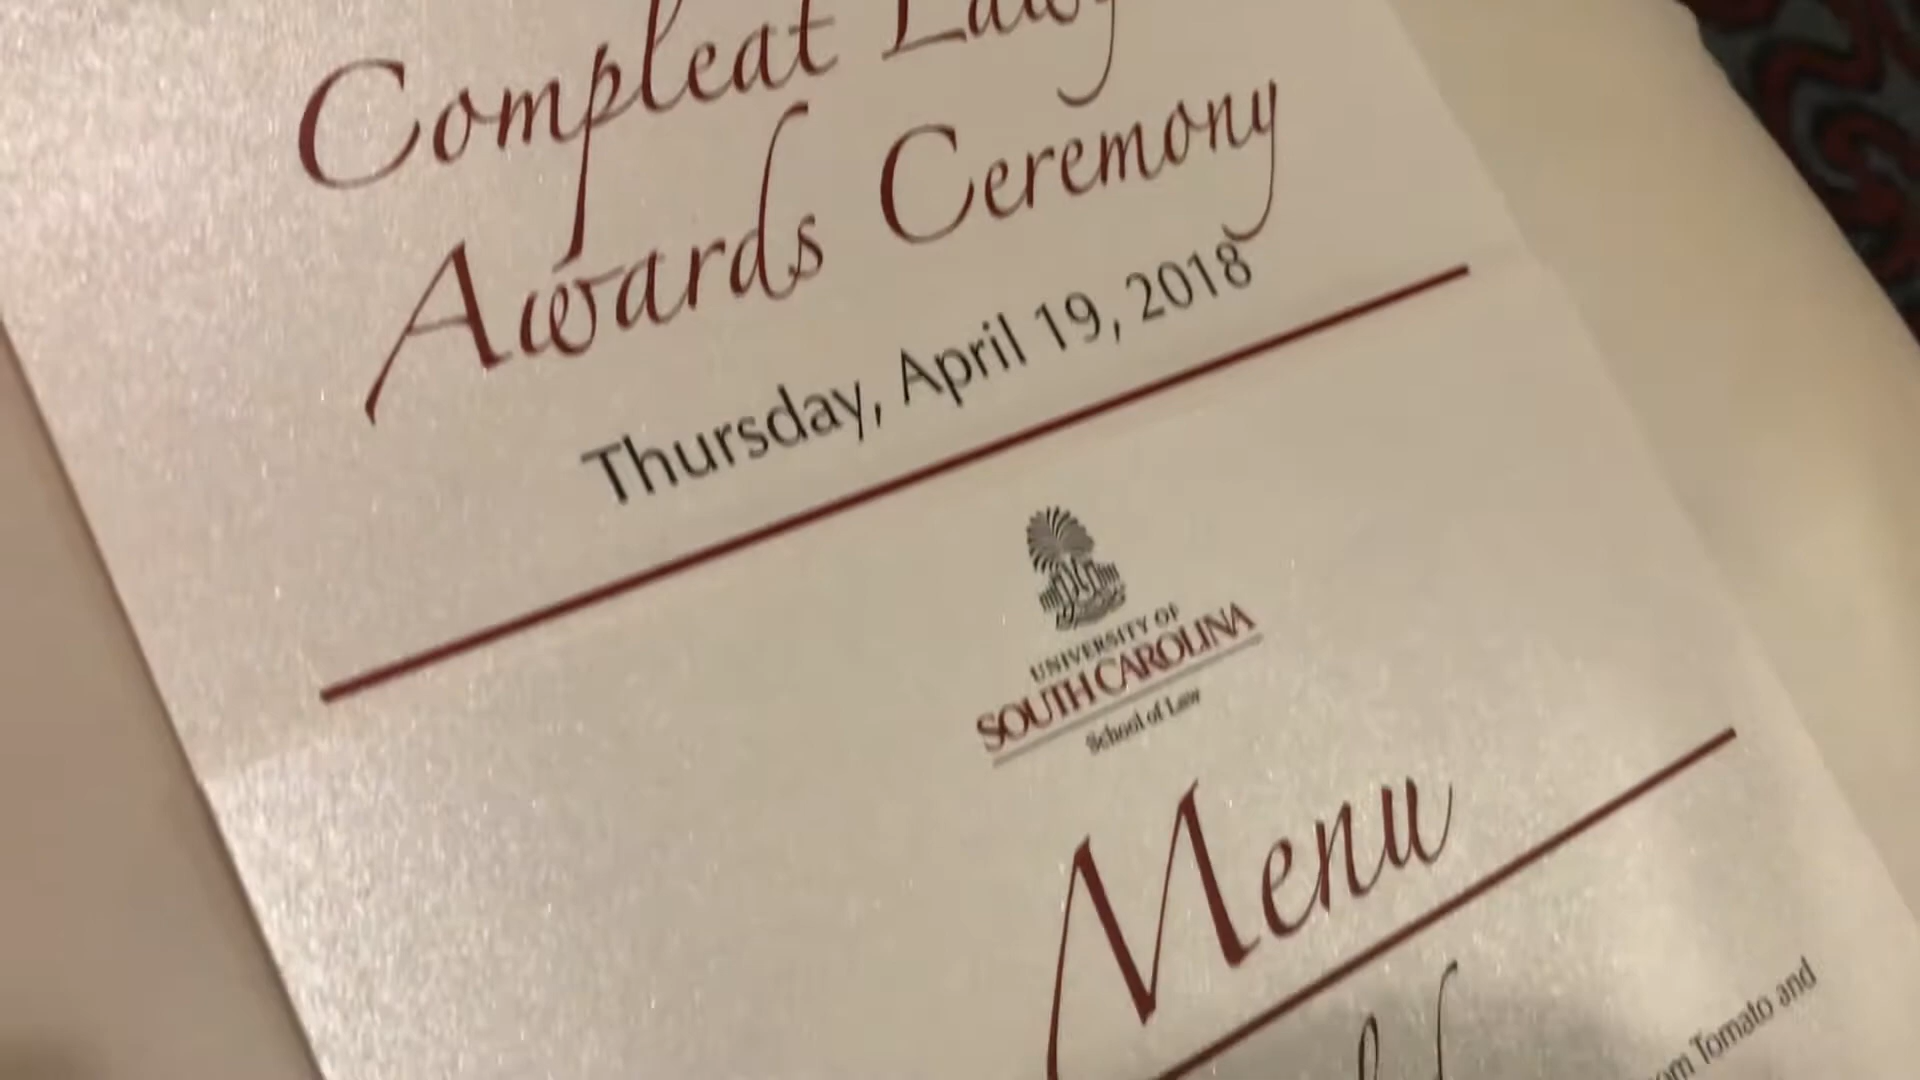 Compleat
Awards Ceremony
Thursday, April 19, 2018
UNIVERSITY OF
SOUTH CAROLINA
School of Law
Menu
Tomato and